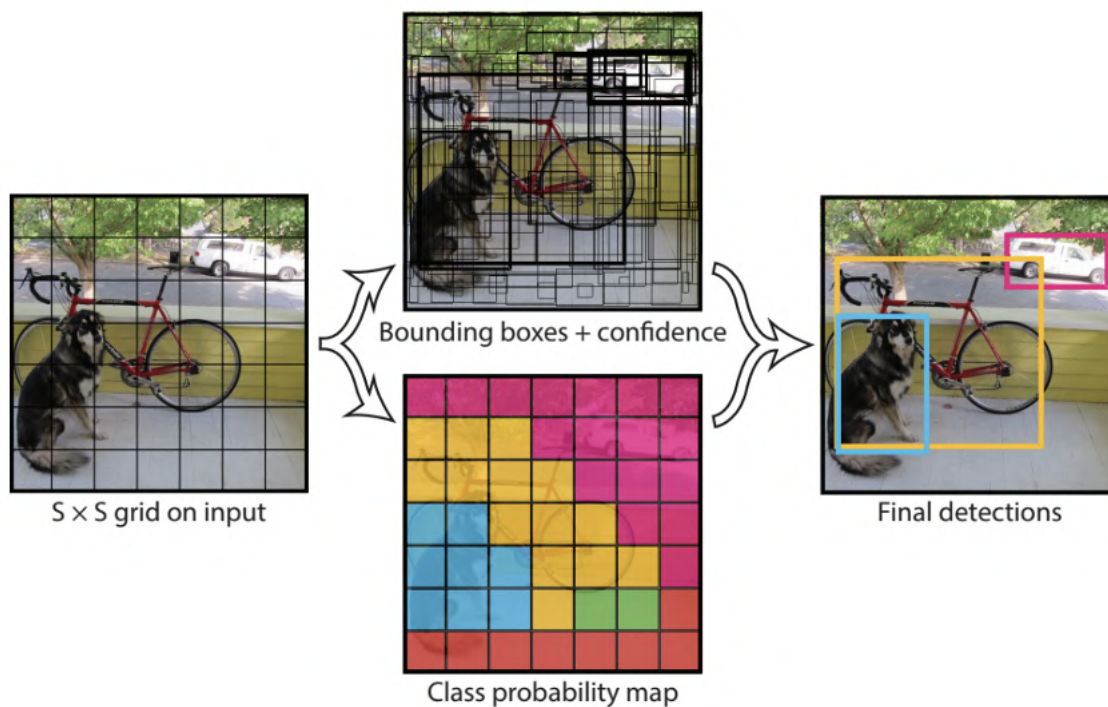 Bounding boxes + confidence
S × S grid on input
Final detections
Class probability map